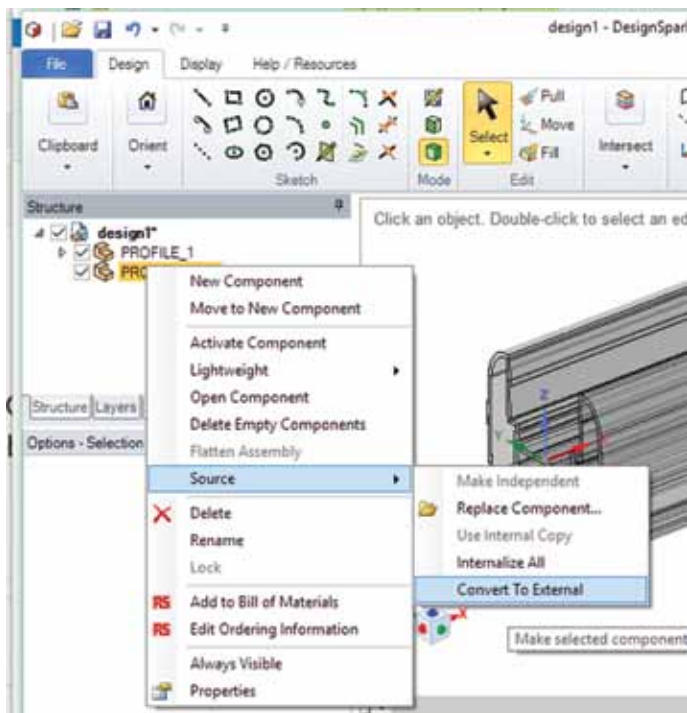 design1 - DesignSpar
File Design Display Help / Resources
Clipboard Orient Sketch Mode Select Pull Move Fill Edit Intersect
Structure
Click an object. Double-click to select an ed
design1*
PROFILE_1
PRO
New Component
Move to New Component
Activate Component
Lightweight
Open Component
Delete Empty Components
Flatten Assembly
Source
Delete
Rename
Lock
RS Add to Bill of Materials
RS Edit Ordering Information
Always Visible
Properties
Structure Layers
Options - Selection
Make Independent
Replace Component...
Use Internal Copy
Internalize All
Convert To External
Make selected component
Z
Y
X